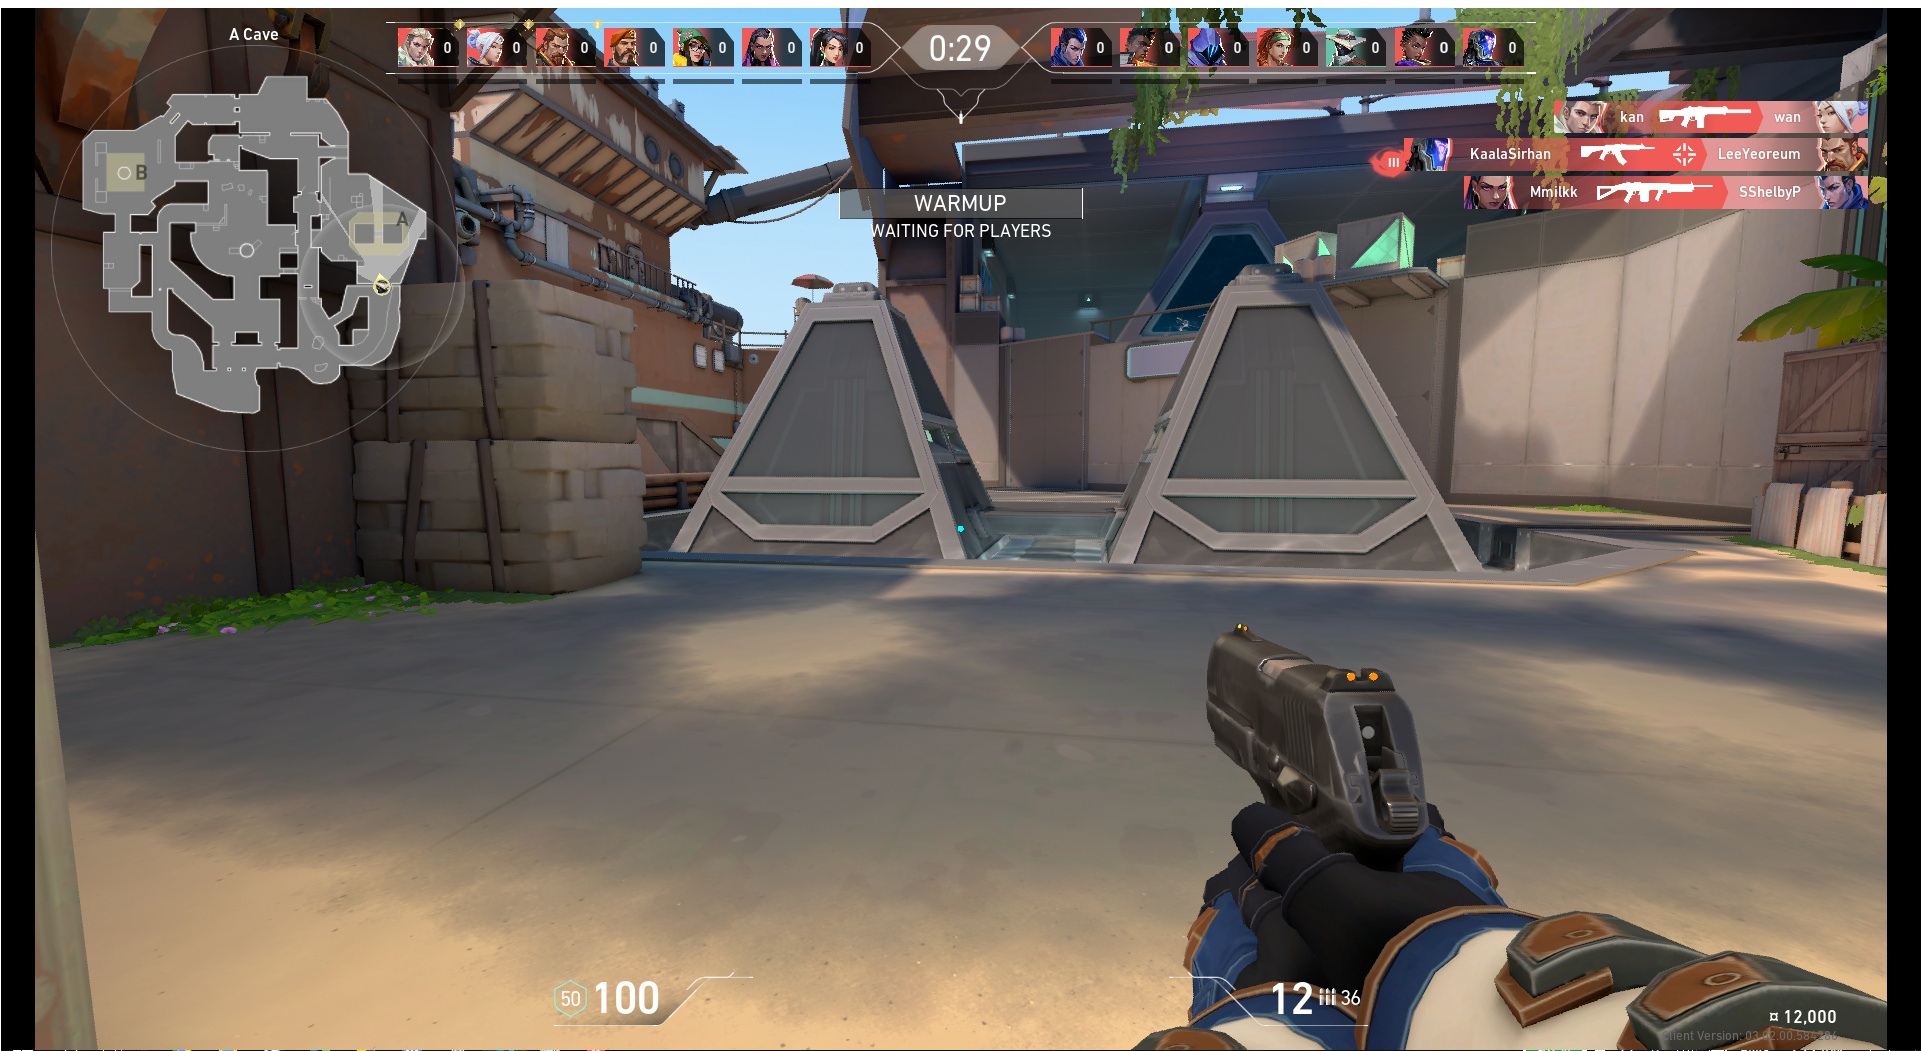 A Cave
0 0 0 0 0 0 0 0:29 0 0 0 0 0 0 0
kan wan
III KaalaSirhan LeeYeoreum
Mmilkk SShelbyP
B
A
WARMUP
WAITING FOR PLAYERS
50 100
12 36
¤ 12,000